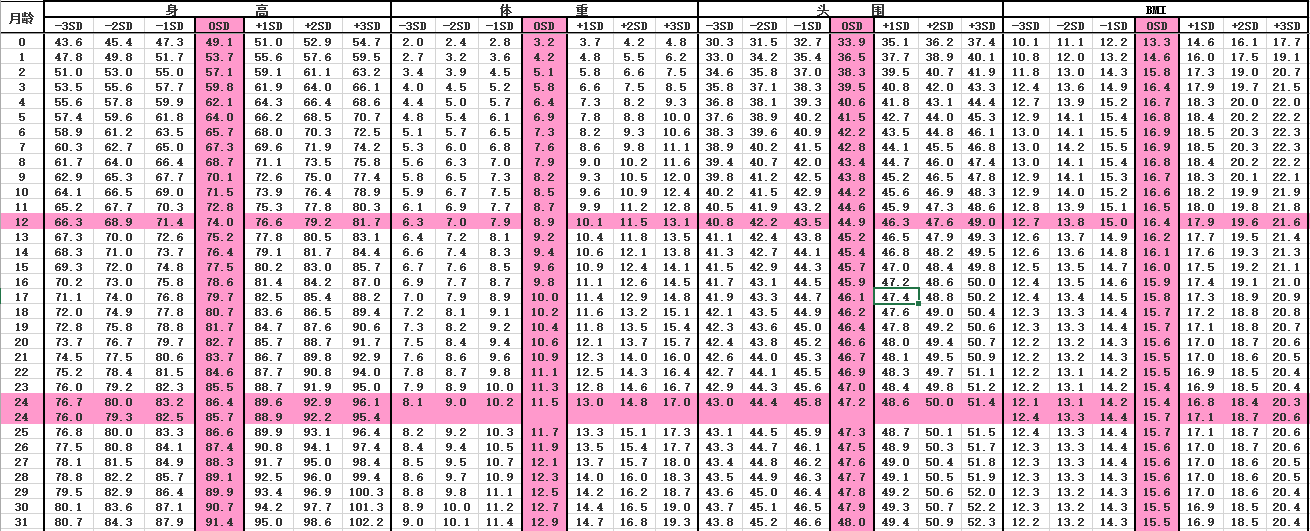 月龄 身 高 体 重 头 围 BMI
-3SD -2SD -1SD 0SD +1SD +2SD +3SD -3SD -2SD -1SD 0SD +1SD +2SD +3SD -3SD -2SD -1SD 0SD +1SD +2SD +3SD -3SD -2SD -1SD 0SD +1SD +2SD +3SD
0 43.6 45.4 47.3 49.1 51.0 52.9 54.7 2.0 2.4 2.8 3.2 3.7 4.2 4.8 30.3 31.5 32.7 33.9 35.1 36.2 37.4 10.1 11.1 12.2 13.3 14.6 16.1 17.7
1 47.8 49.8 51.7 53.7 55.6 57.6 59.5 2.7 3.2 3.6 4.2 4.8 5.5 6.2 33.0 34.2 35.4 36.5 37.7 38.9 40.1 10.8 12.0 13.2 14.6 16.0 17.5 19.1
2 51.0 53.0 55.0 57.1 59.1 61.1 63.2 3.4 3.9 4.5 5.1 5.8 6.6 7.5 34.6 35.8 37.0 38.3 39.5 40.7 41.9 11.8 13.0 14.3 15.8 17.3 19.0 20.7
3 53.5 55.6 57.7 59.8 61.9 64.0 66.1 4.0 4.5 5.2 5.8 6.6 7.5 8.5 35.8 37.1 38.3 39.5 40.8 42.0 43.3 12.4 13.6 14.9 16.4 17.9 19.7 21.5
4 55.6 57.8 59.9 62.1 64.3 66.4 68.6 4.4 5.0 5.7 6.4 7.3 8.2 9.3 36.8 38.1 39.3 40.6 41.8 43.1 44.4 12.7 13.9 15.2 16.7 18.3 20.0 22.0
5 57.4 59.6 61.8 64.0 66.2 68.5 70.7 4.8 5.4 6.1 6.9 7.8 8.8 10.0 37.6 38.9 40.2 41.5 42.7 44.0 45.3 12.9 14.1 15.4 16.8 18.4 20.2 22.2
6 58.9 61.2 63.5 65.7 68.0 70.3 72.5 5.1 5.7 6.5 7.3 8.2 9.3 10.6 38.3 39.6 40.9 42.2 43.5 44.8 46.1 13.0 14.1 15.5 16.9 18.5 20.3 22.3
7 60.3 62.7 65.0 67.3 69.6 71.9 74.2 5.3 6.0 6.8 7.6 8.6 9.8 11.1 38.9 40.2 41.5 42.8 44.1 45.5 46.8 13.0 14.2 15.5 16.9 18.5 20.3 22.3
8 61.7 64.0 66.4 68.7 71.1 73.5 75.8 5.6 6.3 7.0 7.9 9.0 10.2 11.6 39.4 40.7 42.0 43.4 44.7 46.0 47.4 13.0 14.1 15.4 16.8 18.4 20.2 22.2
9 62.9 65.3 67.7 70.1 72.6 75.0 77.4 5.8 6.5 7.3 8.2 9.3 10.5 12.0 39.8 41.2 42.5 43.8 45.2 46.5 47.8 12.9 14.1 15.3 16.7 18.3 20.1 22.1
10 64.1 66.5 69.0 71.5 73.9 76.4 78.9 5.9 6.7 7.5 8.5 9.6 10.9 12.4 40.2 41.5 42.9 44.2 45.6 46.9 48.3 12.9 14.0 15.2 16.6 18.2 19.9 21.9
11 65.2 67.7 70.3 72.8 75.3 77.8 80.3 6.1 6.9 7.7 8.7 9.9 11.2 12.8 40.5 41.9 43.2 44.6 45.9 47.3 48.6 12.8 13.9 15.1 16.5 18.0 19.8 21.8
12 66.3 68.9 71.4 74.0 76.6 79.2 81.7 6.3 7.0 7.9 8.9 10.1 11.5 13.1 40.8 42.2 43.5 44.9 46.3 47.6 49.0 12.7 13.8 15.0 16.4 17.9 19.6 21.6
13 67.3 70.0 72.6 75.2 77.8 80.5 83.1 6.4 7.2 8.1 9.2 10.4 11.8 13.5 41.1 42.4 43.8 45.2 46.5 47.9 49.3 12.6 13.7 14.9 16.2 17.7 19.5 21.4
14 68.3 71.0 73.7 76.4 79.1 81.7 84.4 6.6 7.4 8.3 9.4 10.6 12.1 13.8 41.3 42.7 44.1 45.4 46.8 48.2 49.5 12.6 13.6 14.8 16.1 17.6 19.3 21.3
15 69.3 72.0 74.8 77.5 80.2 83.0 85.7 6.7 7.6 8.5 9.6 10.9 12.4 14.1 41.5 42.9 44.3 45.7 47.0 48.4 49.8 12.5 13.5 14.7 16.0 17.5 19.2 21.1
16 70.2 73.0 75.8 78.6 81.4 84.2 87.0 6.9 7.7 8.7 9.8 11.1 12.6 14.5 41.7 43.1 44.5 45.9 47.2 48.6 50.0 12.4 13.5 14.6 15.9 17.4 19.1 21.0
17 71.1 74.0 76.8 79.7 82.5 85.4 88.2 7.0 7.9 8.9 10.0 11.4 12.9 14.8 41.9 43.3 44.7 46.1 47.4 48.8 50.2 12.4 13.4 14.5 15.8 17.3 18.9 20.9
18 72.0 74.9 77.8 80.7 83.6 86.5 89.4 7.2 8.1 9.1 10.2 11.6 13.2 15.1 42.1 43.5 44.9 46.2 47.6 49.0 50.4 12.3 13.3 14.4 15.7 17.2 18.8 20.8
19 72.8 75.8 78.8 81.7 84.7 87.6 90.6 7.3 8.2 9.2 10.4 11.8 13.5 15.4 42.3 43.6 45.0 46.4 47.8 49.2 50.6 12.3 13.3 14.4 15.7 17.1 18.8 20.7
20 73.7 76.7 79.7 82.7 85.7 88.7 91.7 7.5 8.4 9.4 10.6 12.1 13.7 15.7 42.4 43.8 45.2 46.6 48.0 49.4 50.7 12.2 13.2 14.3 15.6 17.0 18.7 20.6
21 74.5 77.5 80.6 83.7 86.7 89.8 92.9 7.6 8.6 9.6 10.9 12.3 14.0 16.0 42.6 44.0 45.3 46.7 48.1 49.5 50.9 12.2 13.2 14.3 15.5 17.0 18.6 20.5
22 75.2 78.4 81.5 84.6 87.7 90.8 94.0 7.8 8.7 9.8 11.1 12.5 14.3 16.4 42.7 44.1 45.5 46.9 48.3 49.7 51.1 12.2 13.1 14.2 15.5 16.9 18.5 20.4
23 76.0 79.2 82.3 85.5 88.7 91.9 95.0 7.9 8.9 10.0 11.3 12.8 14.6 16.7 42.9 44.3 45.6 47.0 48.4 49.8 51.2 12.2 13.1 14.2 15.4 16.9 18.5 20.4
24 76.7 80.0 83.2 86.4 89.6 92.9 96.1 8.1 9.0 10.2 11.5 13.0 14.8 17.0 43.0 44.4 45.8 47.2 48.6 50.0 51.4 12.1 13.1 14.2 15.4 16.8 18.4 20.3
24 76.0 79.3 82.5 85.7 88.9 92.2 95.4 12.4 13.3 14.4 15.7 17.1 18.7 20.6
25 76.8 80.0 83.3 86.6 89.9 93.1 96.4 8.2 9.2 10.3 11.7 13.3 15.1 17.3 43.1 44.5 45.9 47.3 48.7 50.1 51.5 12.4 13.3 14.4 15.7 17.1 18.7 20.6
26 77.5 80.8 84.1 87.4 90.8 94.1 97.4 8.4 9.4 10.5 11.9 13.5 15.4 17.7 43.3 44.7 46.1 47.5 48.9 50.3 51.7 12.3 13.3 14.4 15.6 17.0 18.7 20.6
27 78.1 81.5 84.9 88.3 91.7 95.0 98.4 8.5 9.5 10.7 12.1 13.7 15.7 18.0 43.4 44.8 46.2 47.6 49.0 50.4 51.8 12.3 13.3 14.4 15.6 17.0 18.6 20.5
28 78.8 82.2 85.7 89.1 92.5 96.0 99.4 8.6 9.7 10.9 12.3 14.0 16.0 18.3 43.5 44.9 46.3 47.7 49.1 50.5 51.9 12.3 13.3 14.4 15.6 17.0 18.6 20.5
29 79.5 82.9 86.4 89.9 93.4 96.9 100.3 8.8 9.8 11.1 12.5 14.2 16.2 18.7 43.6 45.0 46.4 47.8 49.2 50.6 52.0 12.3 13.2 14.3 15.6 17.0 18.6 20.4
30 80.1 83.6 87.1 90.7 94.2 97.7 101.3 8.9 10.0 11.2 12.7 14.4 16.5 19.0 43.7 45.1 46.5 47.9 49.3 50.7 52.2 12.3 13.2 14.3 15.5 16.9 18.5 20.4
31 80.7 84.3 87.9 91.4 95.0 98.6 102.2 9.0 10.1 11.4 12.9 14.7 16.8 19.3 43.8 45.2 46.6 48.0 49.4 50.9 52.3 12.2 13.2 14.3 15.5 16.9 18.5 20.4